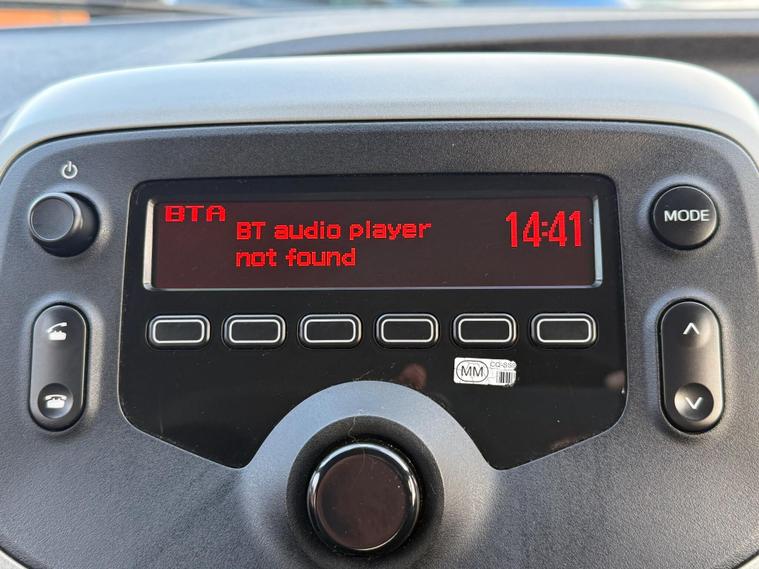 BTA
BT audio player
not found
14:41
MODE
MM